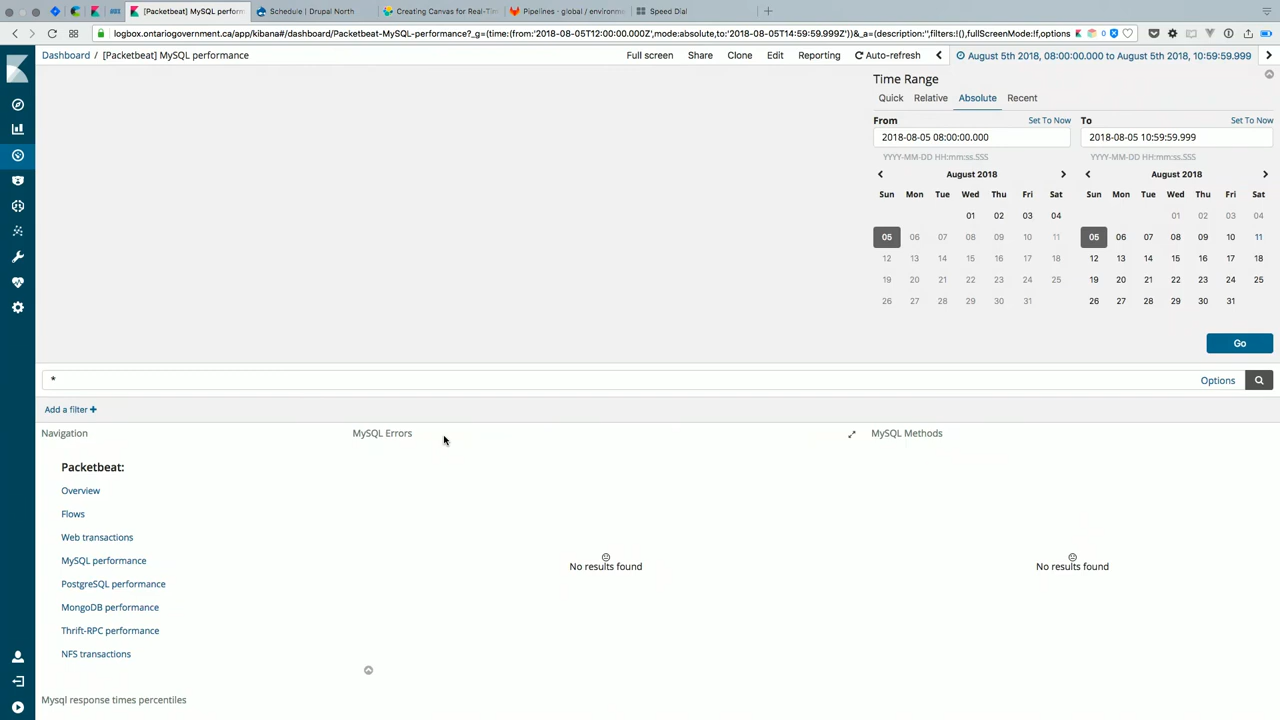 [Packetbeat] MySQL perform
Schedule | Drupal North
Creating Canvas for Real-Tim
Pipelines · global / environme
Speed Dial
logbox.ontariogovernment.ca/app/kibana#/dashboard/Packetbeat-MySQL-performance?_g=(time:(from:'2018-08-05T12:00:00.000Z',mode:absolute,to:'2018-08-05T14:59:59.999Z'))&_a=(description:'',filters:!(),fullScreenMode:!f,options
0
Dashboard / [Packetbeat] MySQL performance
Full screen Share Clone Edit Reporting Auto-refresh August 5th 2018, 08:00:00.000 to August 5th 2018, 10:59:59.999
Time Range
Quick Relative Absolute Recent
From Set To Now To Set To Now
2018-08-05 08:00:00.000 2018-08-05 10:59:59.999
YYYY-MM-DD HH:mm:ss.SSS YYYY-MM-DD HH:mm:ss.SSS
August 2018 August 2018
Sun Mon Tue Wed Thu Fri Sat Sun Mon Tue Wed Thu Fri Sat
01 02 03 04 01 02 03 04
05 06 07 08 09 10 11 05 06 07 08 09 10 11
12 13 14 15 16 17 18 12 13 14 15 16 17 18
19 20 21 22 23 24 25 19 20 21 22 23 24 25
26 27 28 29 30 31 26 27 28 29 30 31
Go
*
Options
Add a filter +
Navigation
MySQL Errors
MySQL Methods
Packetbeat:
Overview
Flows
Web transactions
MySQL performance
PostgreSQL performance
MongoDB performance
Thrift-RPC performance
NFS transactions
No results found
No results found
Mysql response times percentiles